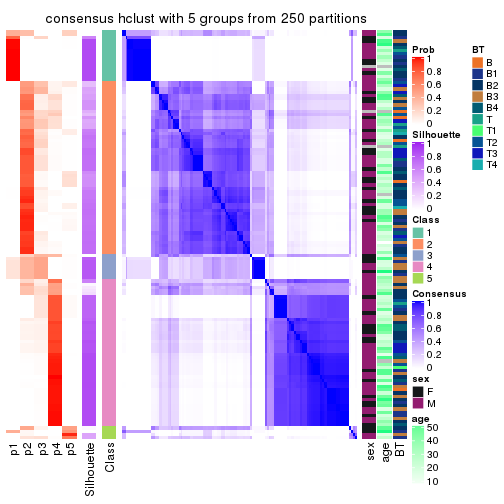 consensus hclust with 5 groups from 250 partitions
Prob
1
0.8
0.6
0.4
0.2
0
Silhouette
1
0.8
0.6
0.4
0.2
0
Class
1
2
3
4
5
Consensus
1
0.8
0.6
0.4
0.2
0
sex
F
M
age
50
40
30
20
10
BT
B
B1
B2
B3
B4
T
T1
T2
T3
T4
p1
p2
p3
p4
p5
Silhouette
Class
sex
age
BT